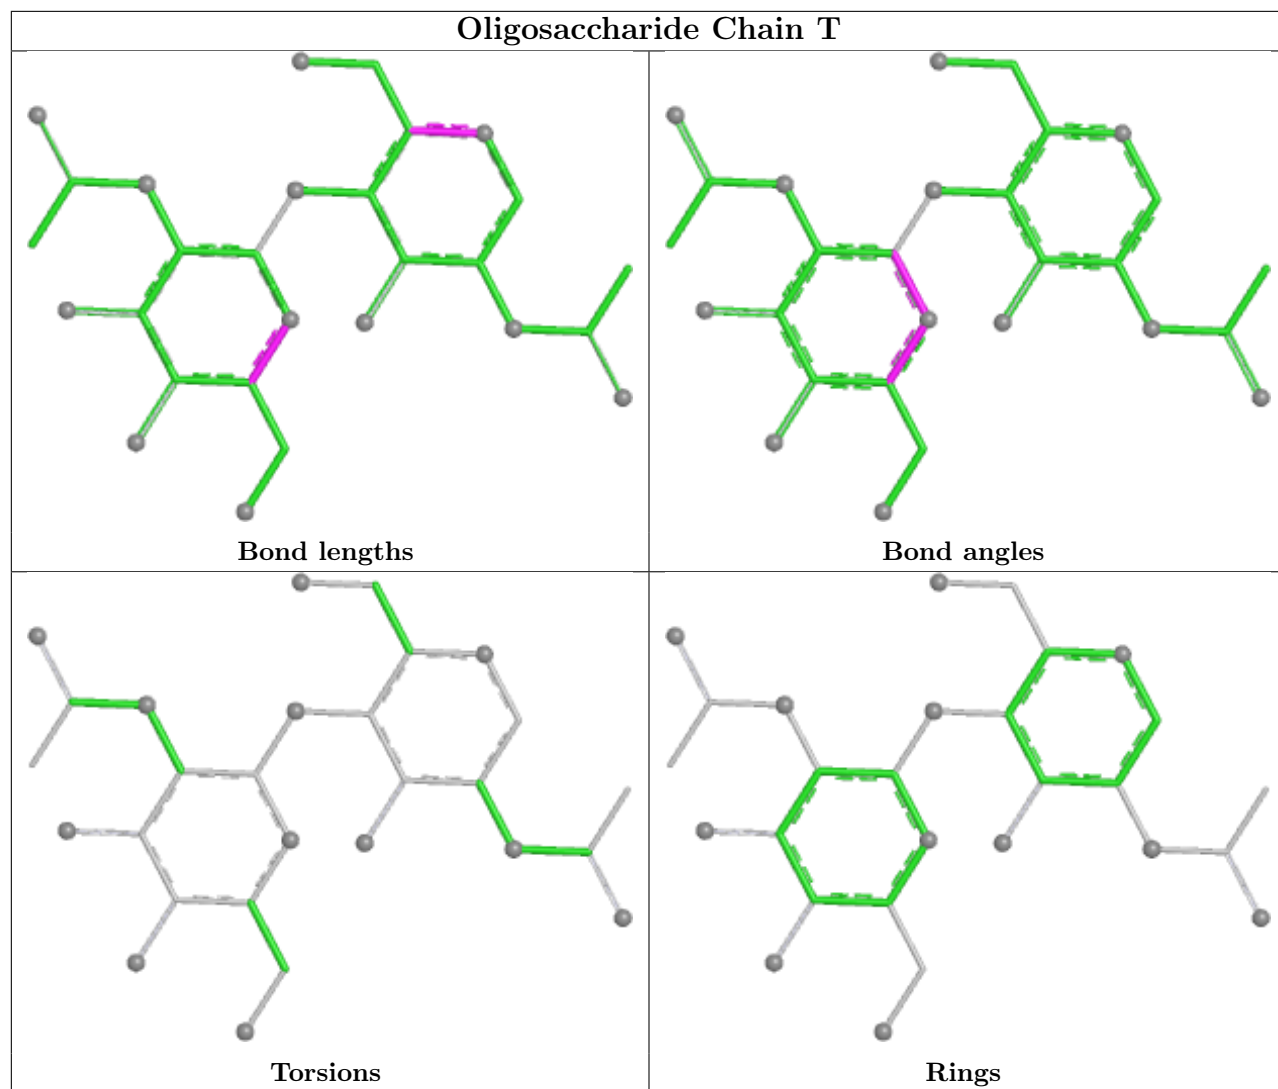 Oligosaccharide Chain T
Bond lengths
Bond angles
Torsions
Rings